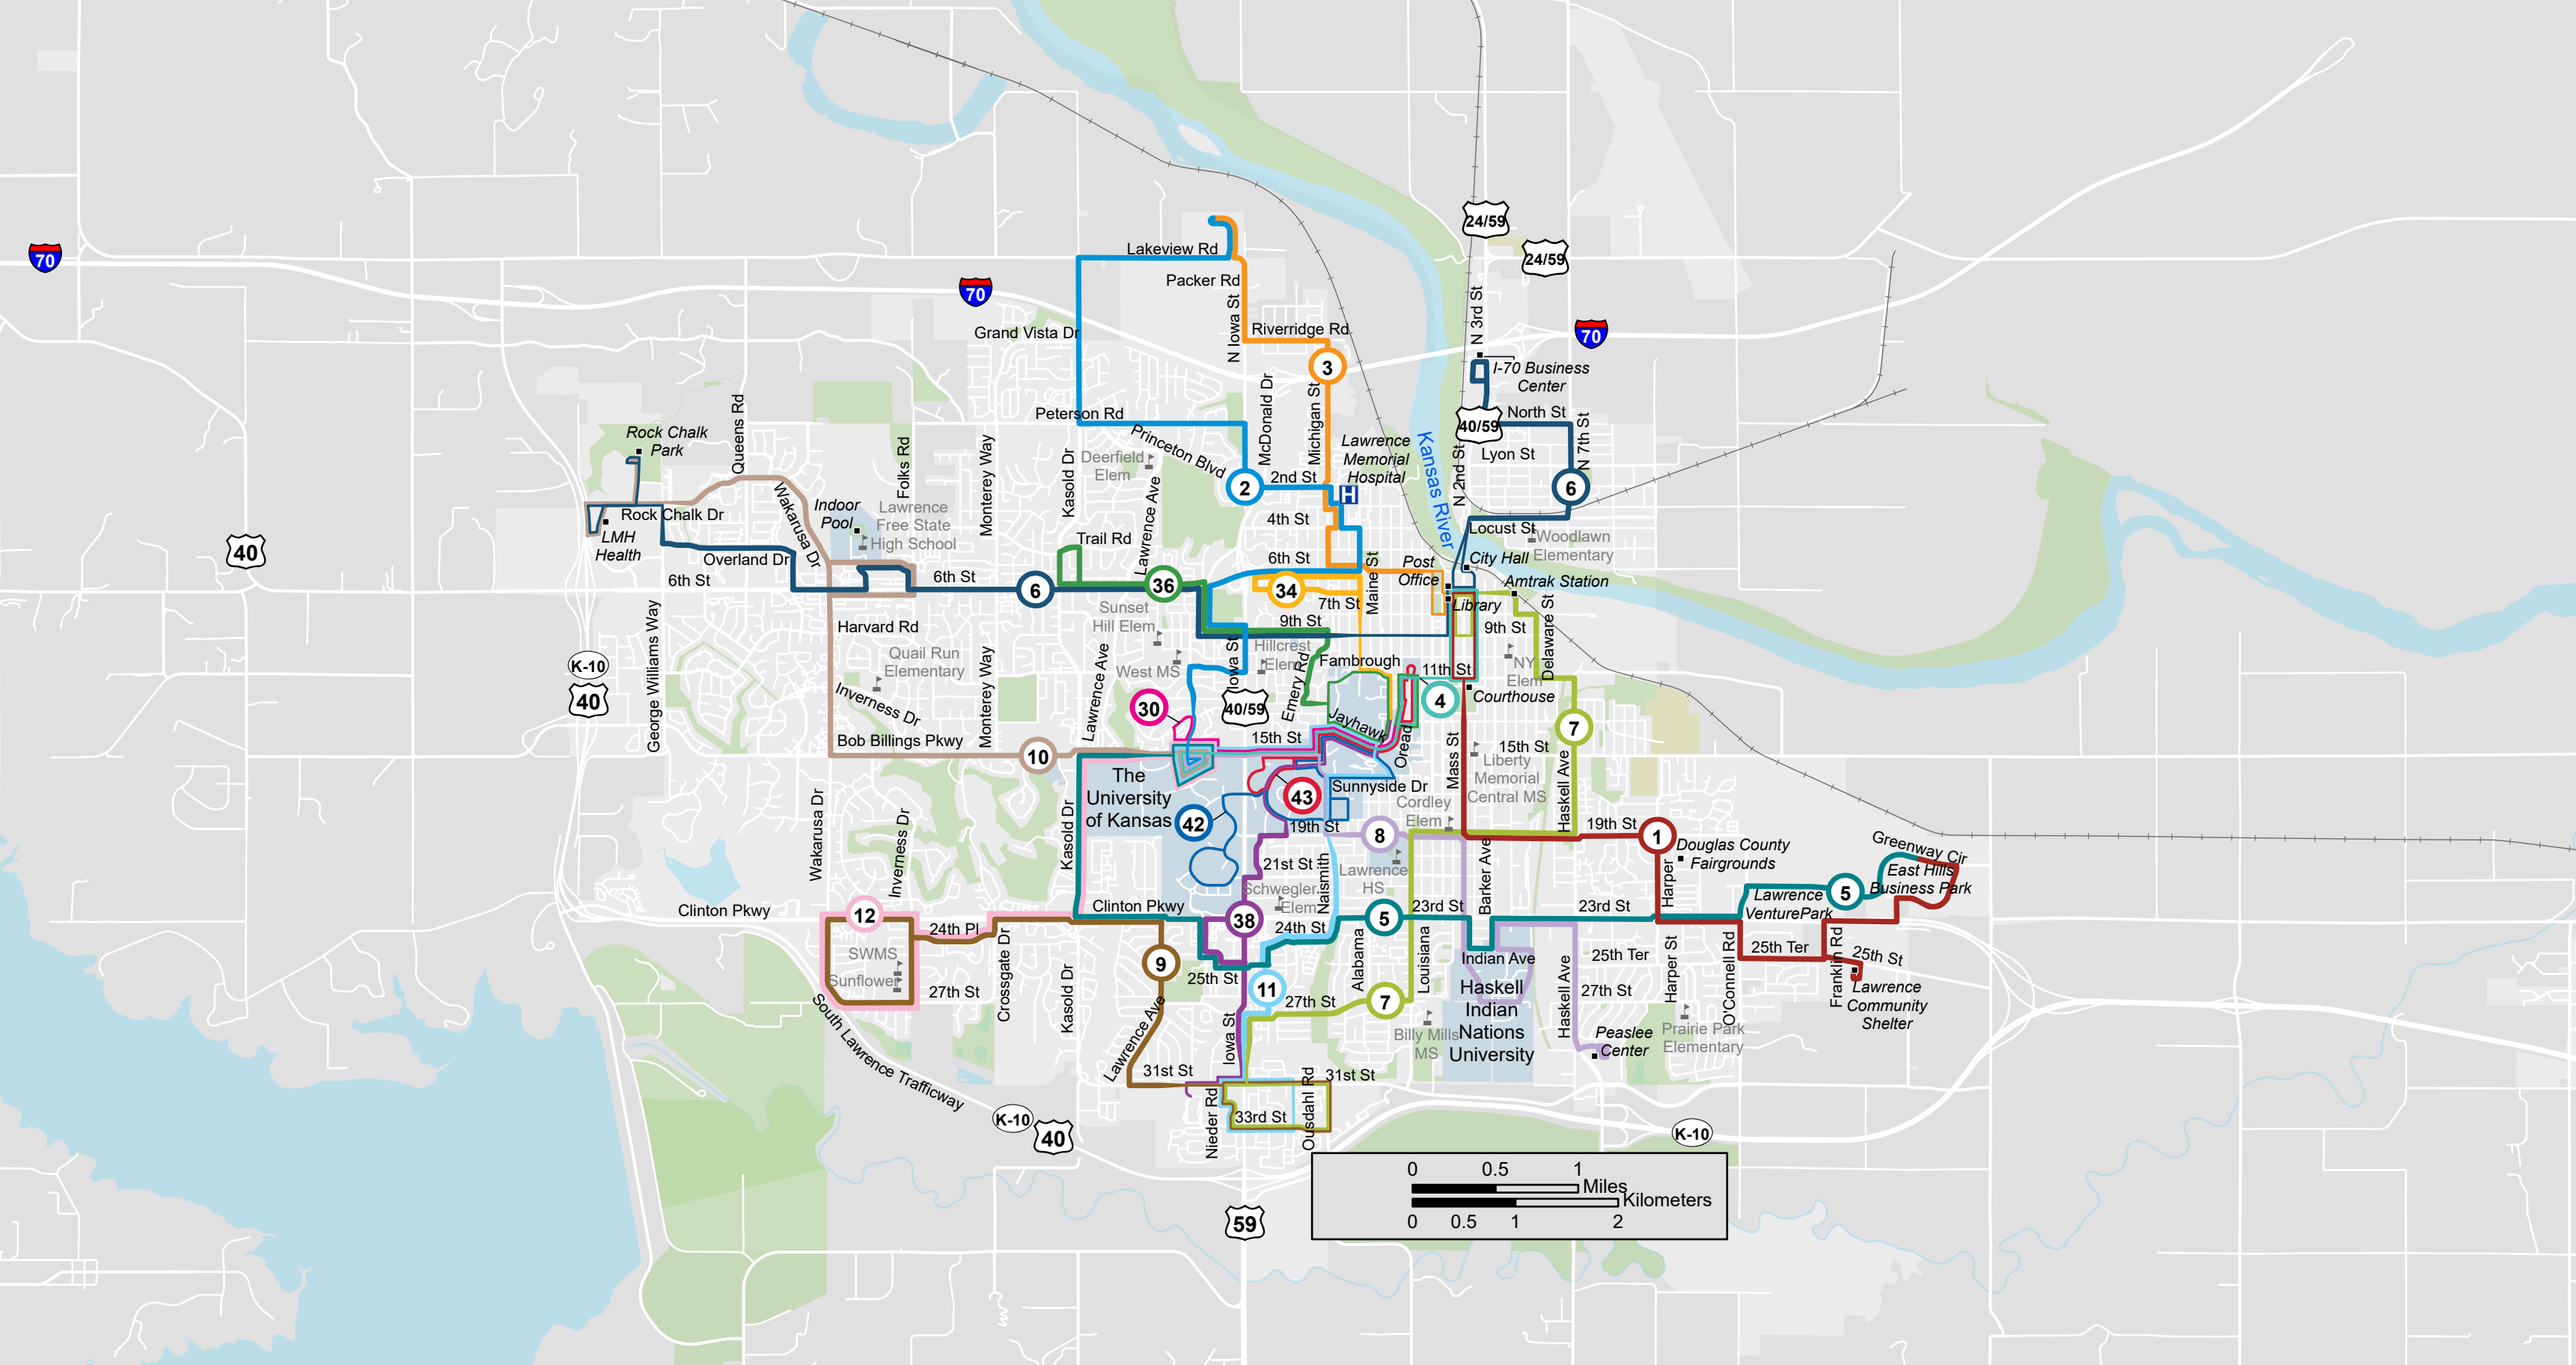 24/59
24/59
70
70
70
Lakeview Rd
Packer Rd
N Iowa St
Grand Vista Dr
Riverridge Rd
N 3rd St
3
I-70 Business
Center
McDonald Dr
Michigan St
Peterson Rd
Princeton Blvd
40/59
North St
N 7th St
Lyon St
N 2nd St
Kansas River
Queens Rd
Rock Chalk
Park
Folks Rd
Monterey Way
Kasold Dr
Deerfield
Elem
Lawrence Ave
Lawrence
Memorial
Hospital
2
2nd St
H
6
Wakarusa Dr
Indoor
Pool
Lawrence
Free State
High School
Rock Chalk Dr
LMH
Health
4th St
Locust St
Woodlawn
Elementary
40
Trail Rd
Overland Dr
6th St
6th St
6
36
6th St
34
7th St
Maine St
Post
Office
City Hall
Amtrak Station
Library
Delaware St
George Williams Way
Sunset
Hill Elem
Harvard Rd
9th St
9th St
Quail Run
Elementary
Hillcrest
Elem
West MS
Iowa St
Emery Rd
Fambrough
11th St
NY
Elem
K-10
40
Monterey Way
Lawrence Ave
Inverness Dr
30
40/59
4
Courthouse
Jayhawk
Oread
7
Bob Billings Pkwy
10
15th St
Mass St
15th St
Liberty
Memorial
Central MS
Haskell Ave
The
University
of Kansas
43
Sunnyside Dr
Cordley
Elem
42
19th St
8
19th St
1
Douglas County
Fairgrounds
Greenway Cir
Wakarusa Dr
Inverness Dr
Kasold Dr
21st St
Naismith
Lawrence
HS
Barker Ave
Harper
East Hills
Business Park
Schwegler
Elem
5
Lawrence
VenturePark
Clinton Pkwy
12
Clinton Pkwy
38
5
23rd St
23rd St
24th Pl
24th St
SWMS
Sunflower
Crossgate Dr
Kasold Dr
9
25th St
Alabama
Louisiana
Indian Ave
25th Ter
Harper St
O'Connell Rd
25th Ter
Franklin Rd
25th St
27th St
11
27th St
7
Haskell
Indian
Nations
University
Haskell Ave
27th St
Lawrence
Community
Shelter
South Lawrence Trafficway
Lawrence Ave
Iowa St
Billy Mills
MS
Peaslee
Center
Prairie Park
Elementary
31st St
31st St
Nieder Rd
33rd St
Ousdahl Rd
K-10
40
K-10
0 0.5 1
Miles
Kilometers
0 0.5 1 2
59